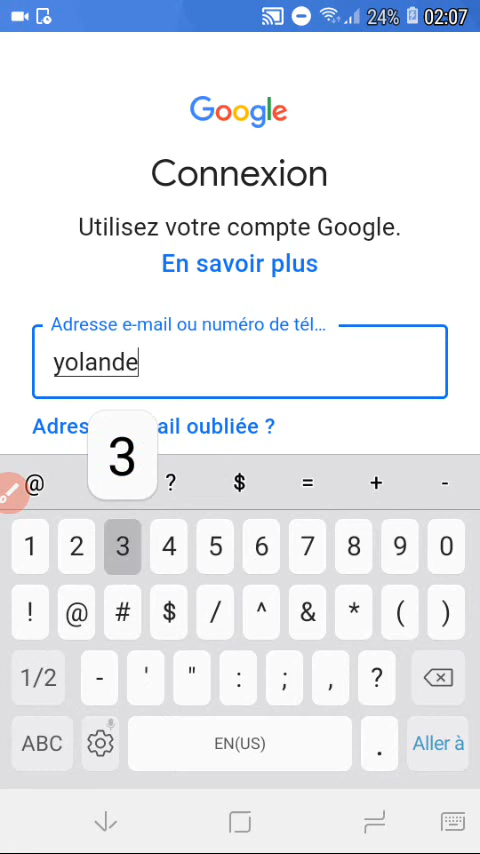 24% 02:07
Google
Connexion
Utilisez votre compte Google.
En savoir plus
Adresse e-mail ou numéro de tél...
yolande
Adres ail oubliée ?
3
@ ? $ = + -
1 2 3 4 5 6 7 8 9 0
! @ # $ / ^ & * ( )
1/2 - ' " : ; , ?
ABC EN(US) . Aller à